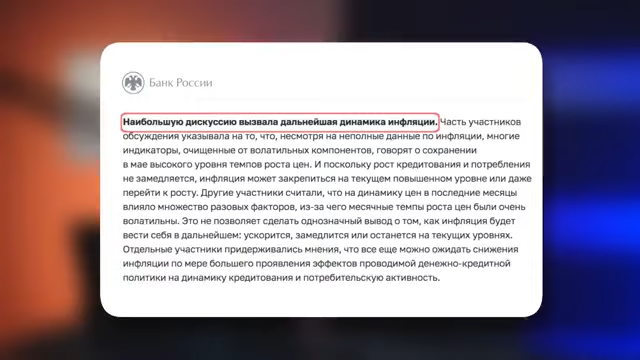 Банк России
Наибольшую дискуссию вызвала дальнейшая динамика инфляции. Часть участников
обсуждения указывала на то, что, несмотря на неполные данные по инфляции, многие
индикаторы, очищенные от волатильных компонентов, говорят о сохранении
в мае высокого уровня темпов роста цен. И поскольку рост кредитования и потребления
не замедляется, инфляция может закрепиться на текущем повышенном уровне или даже
перейти к росту. Другие участники считали, что на динамику цен в последние месяцы
влияло множество разовых факторов, из-за чего месячные темпы роста цен были очень
волатильны. Это не позволяет сделать однозначный вывод о том, как инфляция будет
вести себя в дальнейшем: ускорится, замедлится или останется на текущих уровнях.
Отдельные участники придерживались мнения, что все еще можно ожидать снижения
инфляции по мере большего проявления эффектов проводимой денежно-кредитной
политики на динамику кредитования и потребительскую активность.